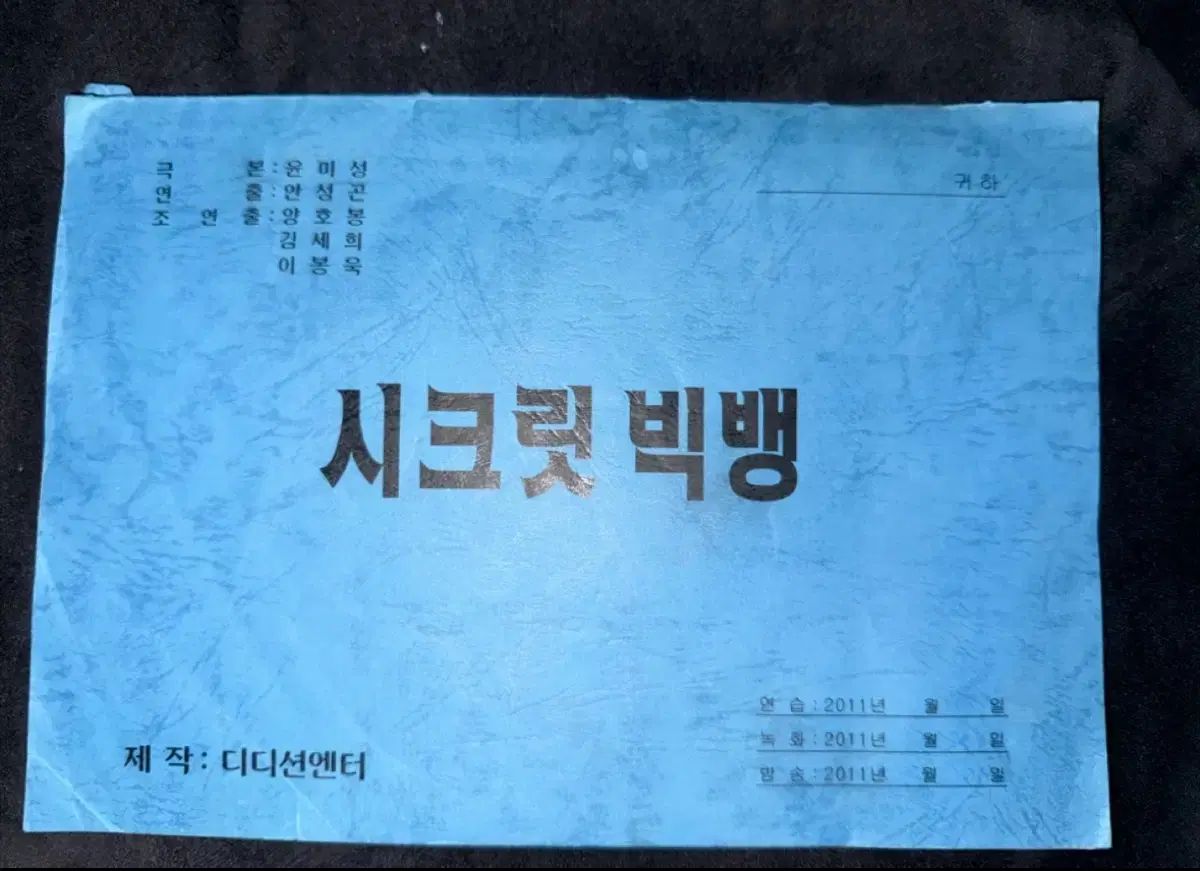 극 본 : 윤 미 성
연 출 : 안 성 곤
조 연 출 : 양 호 봉
김 세 희
이 봉 욱
귀 하
시크릿 빅뱅
연 습 : 2011년 월 일
녹 화 : 2011년 월 일
방 송 : 2011년 월 일
제 작 : 디디션엔터